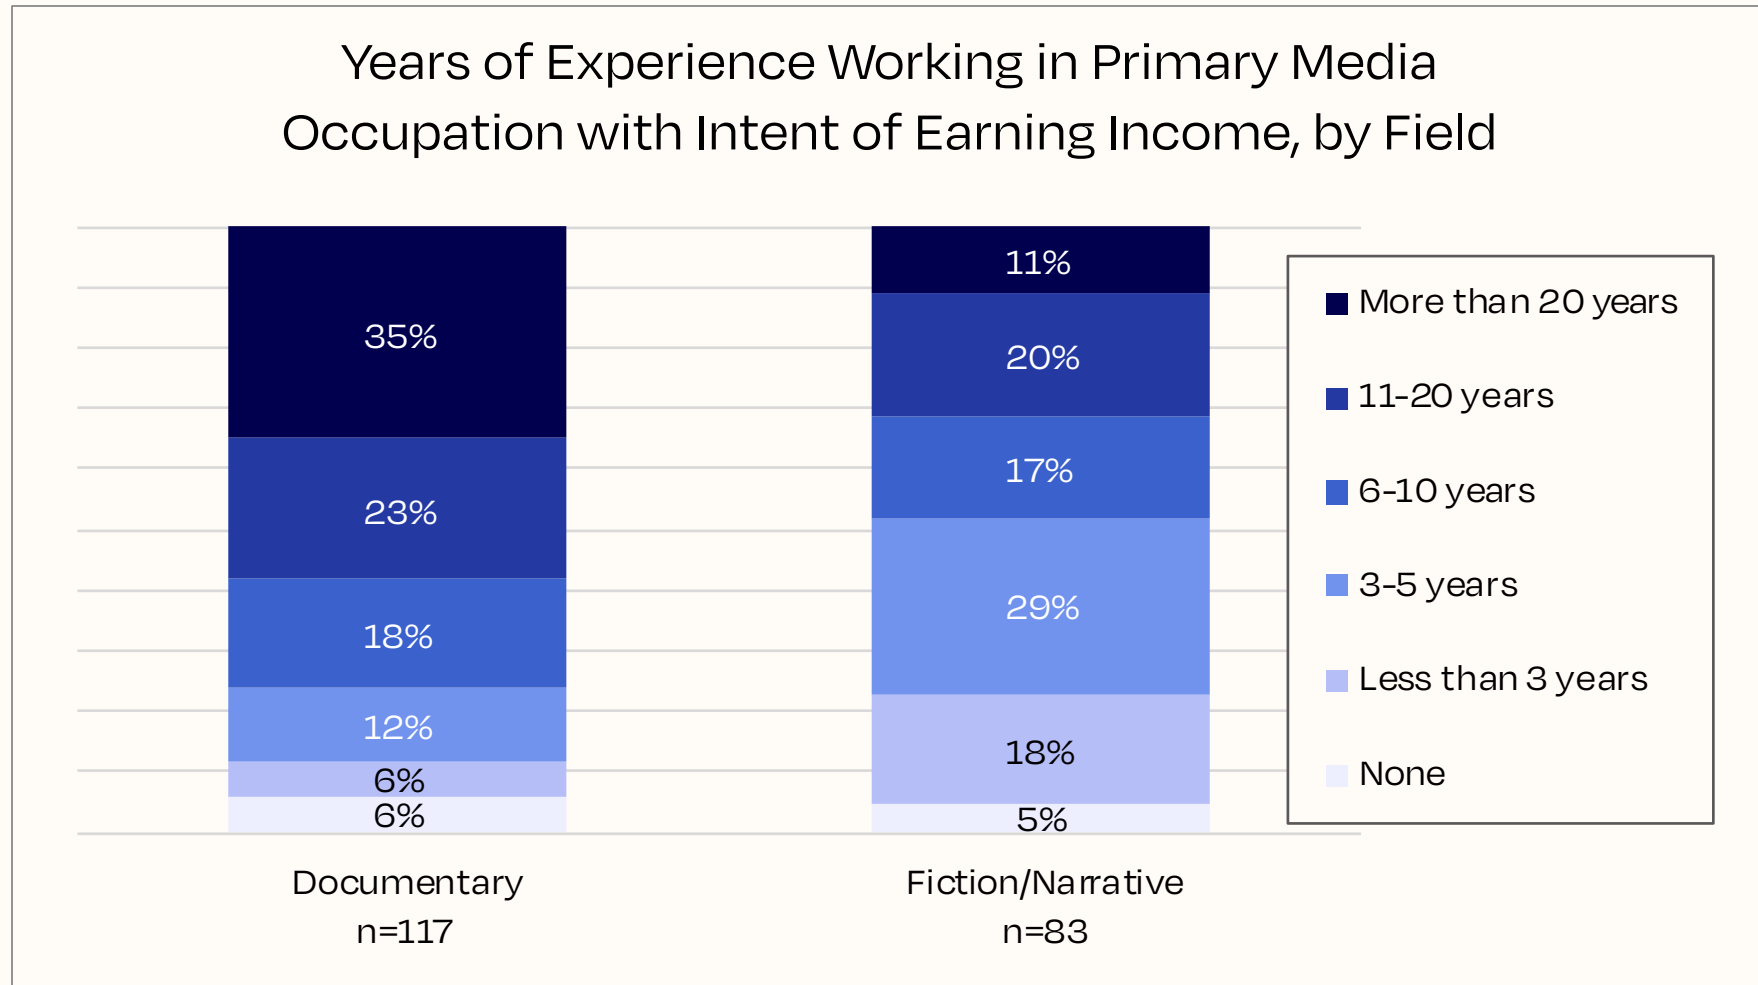 Years of Experience Working in Primary Media
Occupation with Intent of Earning Income, by Field
35%
23%
18%
12%
6%
6%
11%
20%
17%
29%
18%
5%
More than 20 years
11-20 years
6-10 years
3-5 years
Less than 3 years
None
Documentary
n=117
Fiction/Narrative
n=83